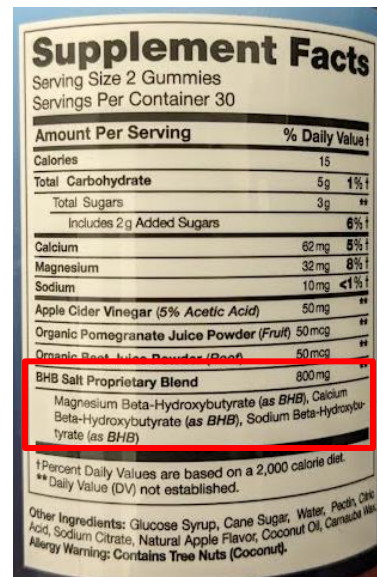 Supplement Facts
Serving Size 2 Gummies
Servings Per Container 30
Amount Per Serving % Daily Value†
Calories 15
Total Carbohydrate 5g 1%†
Total Sugars 3g **
Includes 2g Added Sugars 6%†
Calcium 62mg 5%†
Magnesium 32mg 8%†
Sodium 10mg <1%†
Apple Cider Vinegar (5% Acetic Acid) 50mg **
Organic Pomegranate Juice Powder (Fruit) 50mcg **
Organic Beet Juice Powder (Root) 50mcg **
BHB Salt Proprietary Blend 800mg **
Magnesium Beta-Hydroxybutyrate (as BHB), Calcium
Beta-Hydroxybutyrate (as BHB), Sodium Beta-Hydroxybu-
tyrate (as BHB)
†Percent Daily Values are based on a 2,000 calorie diet.
**Daily Value (DV) not established.
Other Ingredients: Glucose Syrup, Cane Sugar, Water, Pectin, Citric
Acid, Sodium Citrate, Natural Apple Flavor, Coconut Oil, Carnauba Wax.
Allergy Warning: Contains Tree Nuts (Coconut).